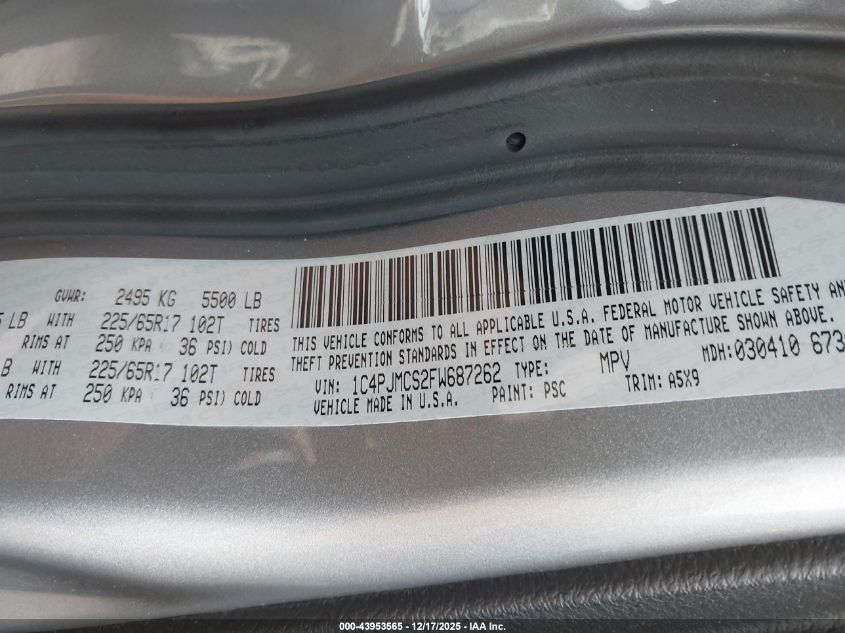 GVWR: 2495 KG 5500 LB
LB WITH 225/65R17 102T TIRES
RIMS AT 250 KPA ( 36 PSI) COLD
WITH 225/65R17 102T TIRES
RIMS AT 250 KPA ( 36 PSI) COLD
THIS VEHICLE CONFORMS TO ALL APPLICABLE U.S.A. FEDERAL MOTOR VEHICLE SAFETY AN
THEFT PREVENTION STANDARDS IN EFFECT ON THE DATE OF MANUFACTURE SHOWN ABOVE.
VIN: 1C4PJMCS2FW687262 TYPE: MPV MDH:030410 673
VEHICLE MADE IN U.S.A. PAINT: PSC TRIM: A5X9
000-43953565 - 12/17/2025 - IAA Inc.